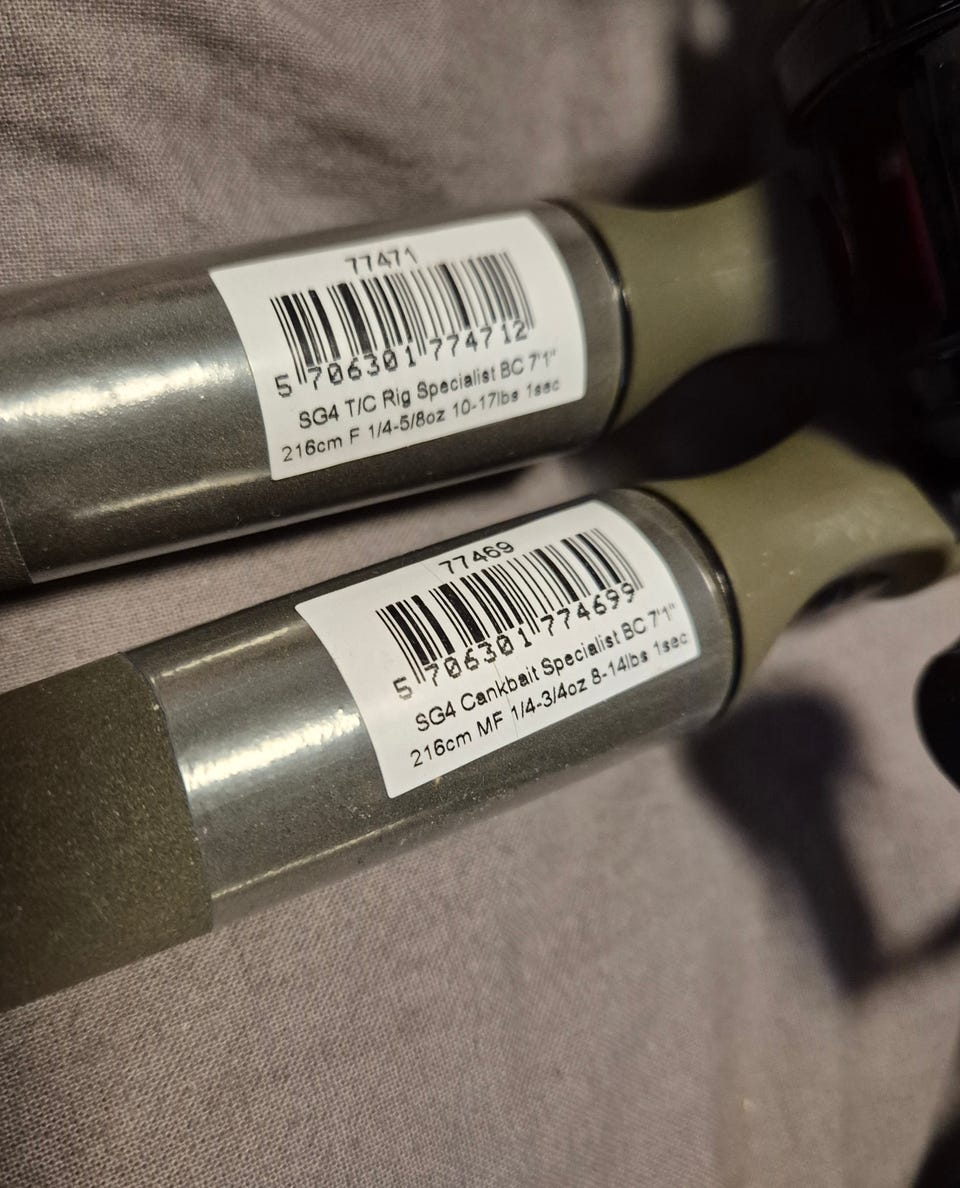 77471
5 706301 774712
SG4 T/C Rig Specialist BC 7'1"
216cm F 1/4-5/8oz 10-17lbs 1sec
77469
5 706301 774699
SG4 Cankbait Specialist BC 7'1"
216cm MF 1/4-3/4oz 8-14lbs 1sec